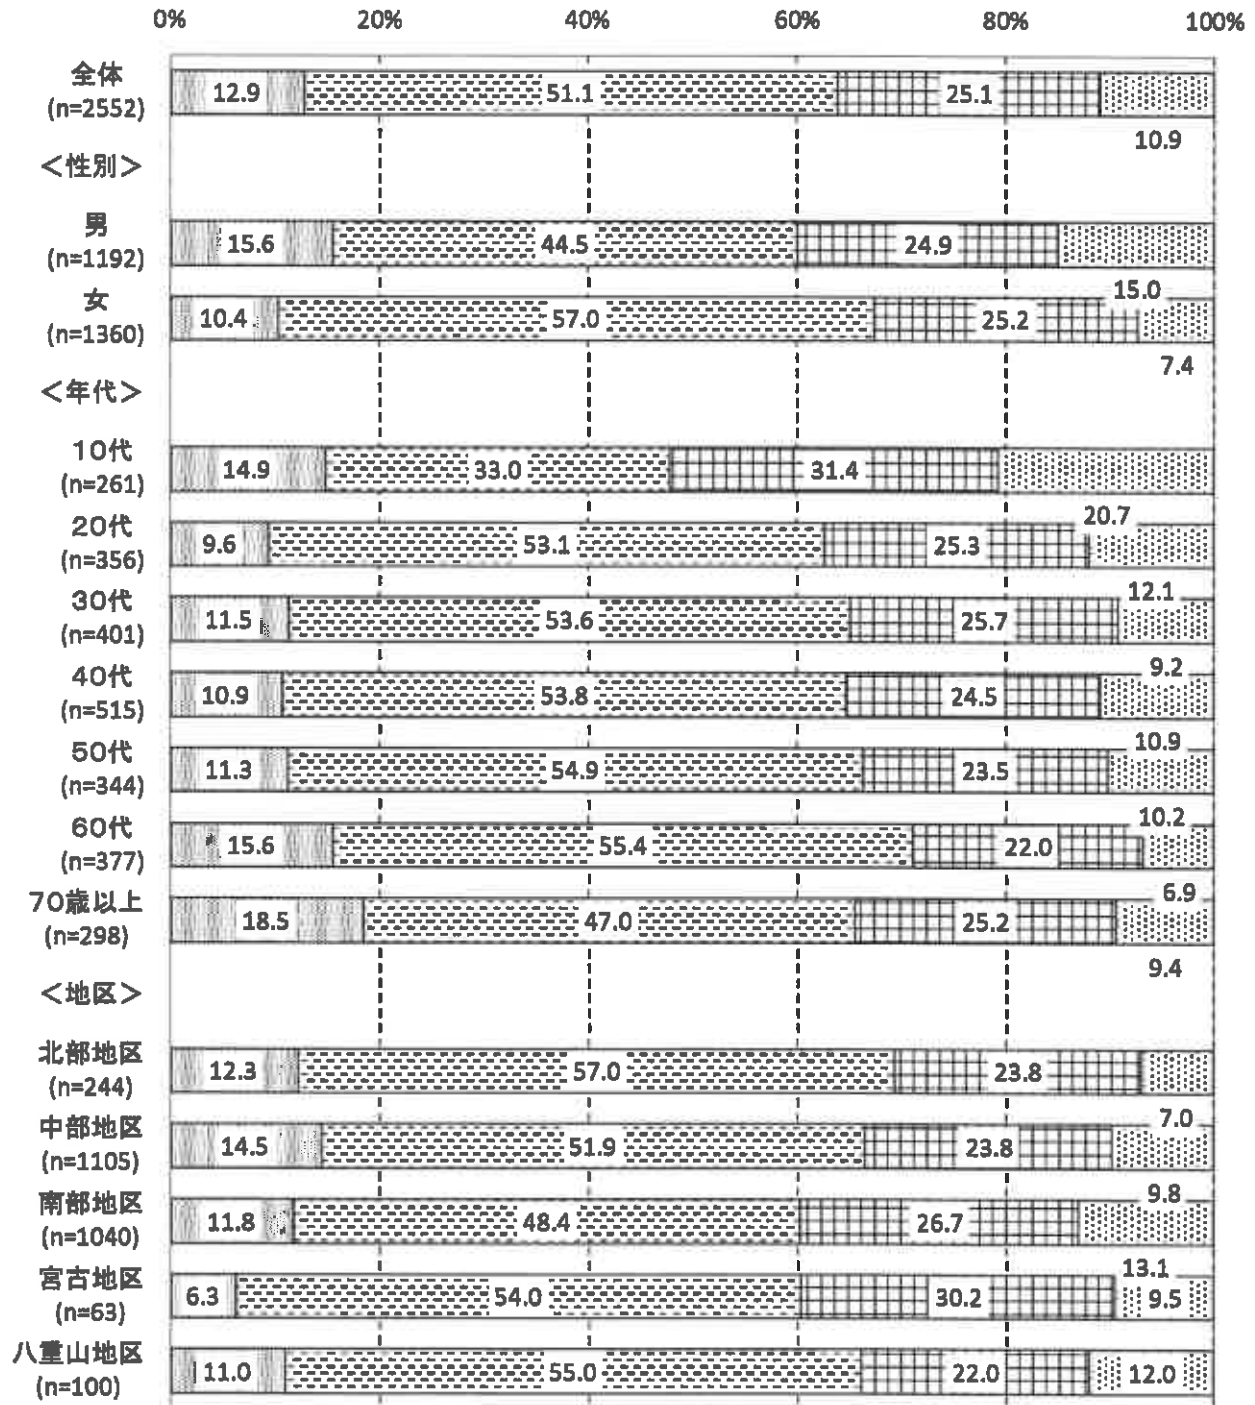 0% 20% 40% 60% 80% 100%
全体
(n=2552)
12.9 51.1 25.1
10.9
＜性別＞
男
(n=1192)
15.6 44.5 24.9
15.0
女
(n=1360)
10.4 57.0 25.2
7.4
＜年代＞
10代
(n=261)
14.9 33.0 31.4
20.7
20代
(n=356)
9.6 53.1 25.3
12.1
30代
(n=401)
11.5 53.6 25.7
9.2
40代
(n=515)
10.9 53.8 24.5
10.9
50代
(n=344)
11.3 54.9 23.5
10.2
60代
(n=377)
15.6 55.4 22.0
6.9
70歳以上
(n=298)
18.5 47.0 25.2
9.4
＜地区＞
北部地区
(n=244)
12.3 57.0 23.8
7.0
中部地区
(n=1105)
14.5 51.9 23.8
9.8
南部地区
(n=1040)
11.8 48.4 26.7
13.1
宮古地区
(n=63)
6.3 54.0 30.2 9.5
八重山地区
(n=100)
11.0 55.0 22.0 12.0